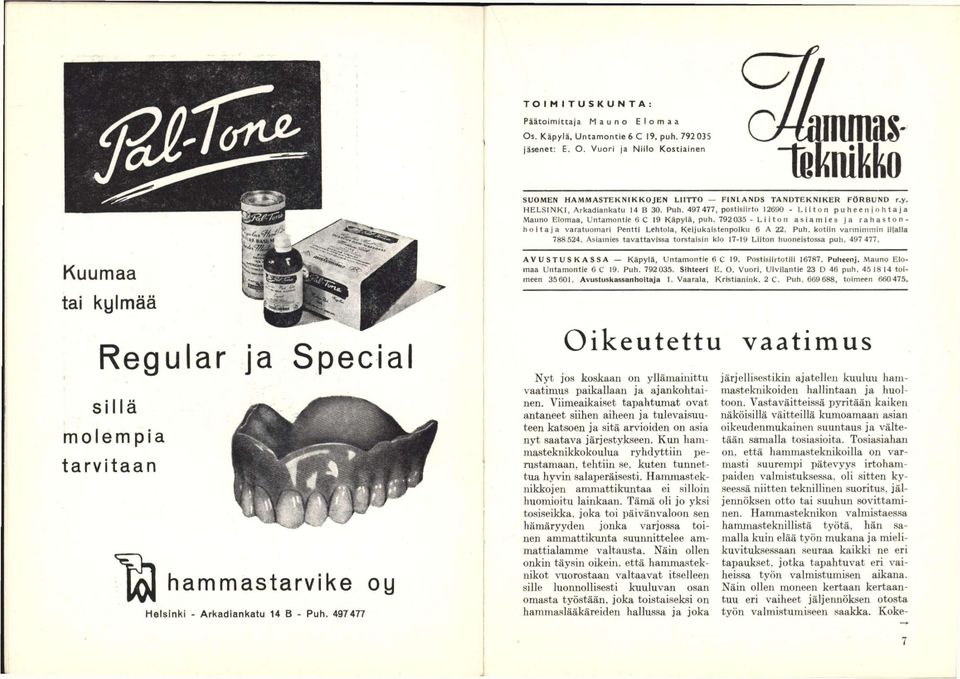 Pal-Tone
Kuumaa
tai kylmää
Regular ja Special
sillä
molempia
tarvitaan
hammastarvike oy
Helsinki - Arkadiankatu 14 B - Puh. 497 477
TOIMITUSKUNTA:
Päätoimittaja Mauno Elomaa
Os. Käpylä, Untamontie 6 C 19, puh. 792 035
jäsenet: E. O. Vuori ja Niilo Kostiainen
Hammas-
teknikko
SUOMEN HAMMASTEKNIKKOJEN LIITTO — FINLANDS TANDTEKNIKER FÖRBUND r.y.
HELSINKI, Arkadiankatu 14 B 30. Puh. 497 477, postisiirto 12690 - Liiton puheenjohtaja
Mauno Elomaa, Untamontie 6 C 19 Käpylä, puh. 792 035 - Liiton asiamies ja rahaston-
hoitaja varatuomari Pentti Lehtola, Keijukaistenpolku 6 A 22. Puh. kotiin varmimmin illalla
788 524. Asiamies tavattavissa torstaisin klo 17-19 Liiton huoneistossa puh. 497 477.
AVUSTUSKASSA — Käpylä, Untamontie 6 C 19. Postisiirtotili 16787. Puheenj. Mauno Elo-
maa Untamontie 6 C 19. Puh. 792 035. Sihteeri E. O. Vuori, Ulvilantie 23 D 46 puh. 45 18 14 toi-
meen 35 601. Avustuskassanhoitaja I. Vaarala, Kristianink. 2 C. Puh. 669 688, toimeen 660 475.
Oikeutettu vaatimus
Nyt jos koskaan on yllämainittu
vaatimus paikallaan ja ajankohtai-
nen. Viimeaikaiset tapahtumat ovat
antaneet siihen aiheen ja tulevaisuu-
teen katsoen ja sitä arvioiden on asia
nyt saatava järjestykseen. Kun ham-
masteknikkokoulua ryhdyttiin pe-
rustamaan, tehtiin se, kuten tunnet-
tua hyvin salaperäisesti. Hammastek-
nikkojen ammattikuntaa ei silloin
huomioitu lainkaan. Tämä oli jo yksi
tosiseikka, joka toi päivänvaloon sen
hämäryyden jonka varjossa toi-
nen ammattikunta suunnittelee am-
mattialamme valtausta. Näin ollen
onkin täysin oikein, että hammastek-
nikot vuorostaan valtaavat itselleen
sille luonnollisesti kuuluvan osan
omasta työstään, joka toistaiseksi on
hammaslääkäreiden hallussa ja joka
järjellisestikin ajatellen kuuluu ham-
masteknikoiden hallintaan ja huol-
toon. Vastaväitteissä pyritään kaiken
näköisillä väitteillä kumoamaan asian
oikeudenmukainen suuntaus ja välte-
tään samalla tosiasioita. Tosiasiahan
on, että hammasteknikoilla on var-
masti suurempi pätevyys irtoham-
paiden valmistuksessa, oli sitten ky-
seessä niitten teknillinen suoritus, jäl-
jennöksen otto tai suuhun sovittami-
nen. Hammasteknikon valmistaessa
hammasteknillistä työtä, hän sa-
malla kuin elää työn mukana ja mieli-
kuvituksessaan seuraa kaikki ne eri
tapaukset, jotka tapahtuvat eri vai-
heissa työn valmistumisen aikana.
Näin ollen moneen kertaan kertaan-
tuu eri vaiheet jäljennöksen otosta
työn valmistumiseen saakka. Koke-
→
7